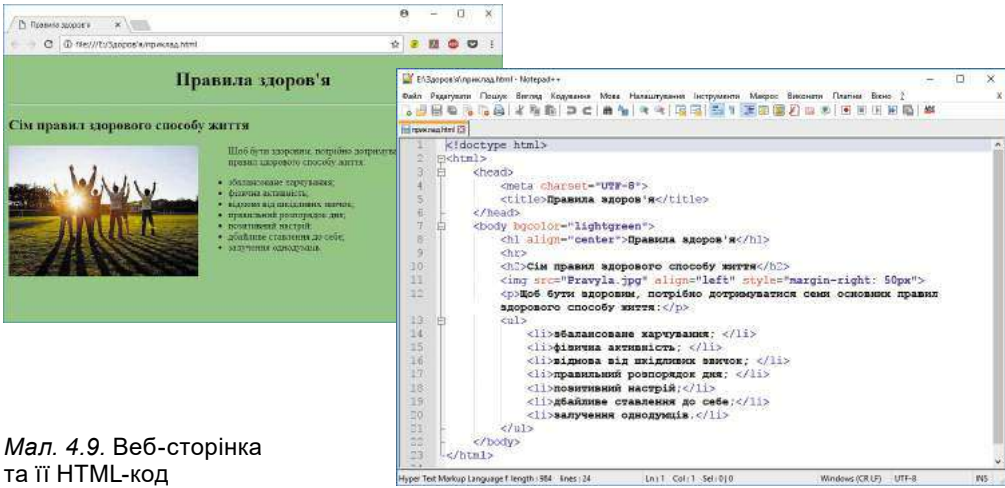 Правила здоров'я
file:///E:/Здоров'я/приклад.html
Правила здоров'я
Сім правил здорового способу життя
Щоб бути здоровим, потрібно дотримува
правил здорового способу життя:
збалансоване харчування;
фізична активність;
відмова від шкідливих звичок;
правильний розпорядок дня;
позитивний настрій;
дбайливе ставлення до себе;
залучення однодумців.
E:\Здоров'я\приклад.html - Notepad++
Файл Редагувати Пошук Вигляд Кодування Мова Налаштування Інструменти Макрос Виконати Плагіни Вікно ? X
приклад.html
1 <!doctype html>
2 <html>
3 <head>
4 <meta charset="UTF-8">
5 <title>Правила здоров'я</title>
6 </head>
7 <body bgcolor="lightgreen">
8 <h1 align="center">Правила здоров'я</h1>
9 <hr>
10 <h2>Сім правил здорового способу життя</h2>
11 <img src="Pravyla.jpg" align="left" style="margin-right: 50px">
12 <p>Щоб бути здоровим, потрібно дотримуватися семи основних правил
здорового способу життя:</p>
13 <ul>
14 <li>збалансоване харчування; </li>
15 <li>фізична активність; </li>
16 <li>відмова від шкідливих звичок; </li>
17 <li>правильний розпорядок дня; </li>
18 <li>позитивний настрій;</li>
19 <li>дбайливе ставлення до себе;</li>
20 <li>залучення однодумців.</li>
21 </ul>
22 </body>
23 </html>
24
Hyper Text Markup Language f length : 984 lines : 24 Ln : 1 Col : 1 Sel : 0 | 0 Windows (CR LF) UTF-8 INS
Мал. 4.9. Веб-сторінка
та її HTML-код